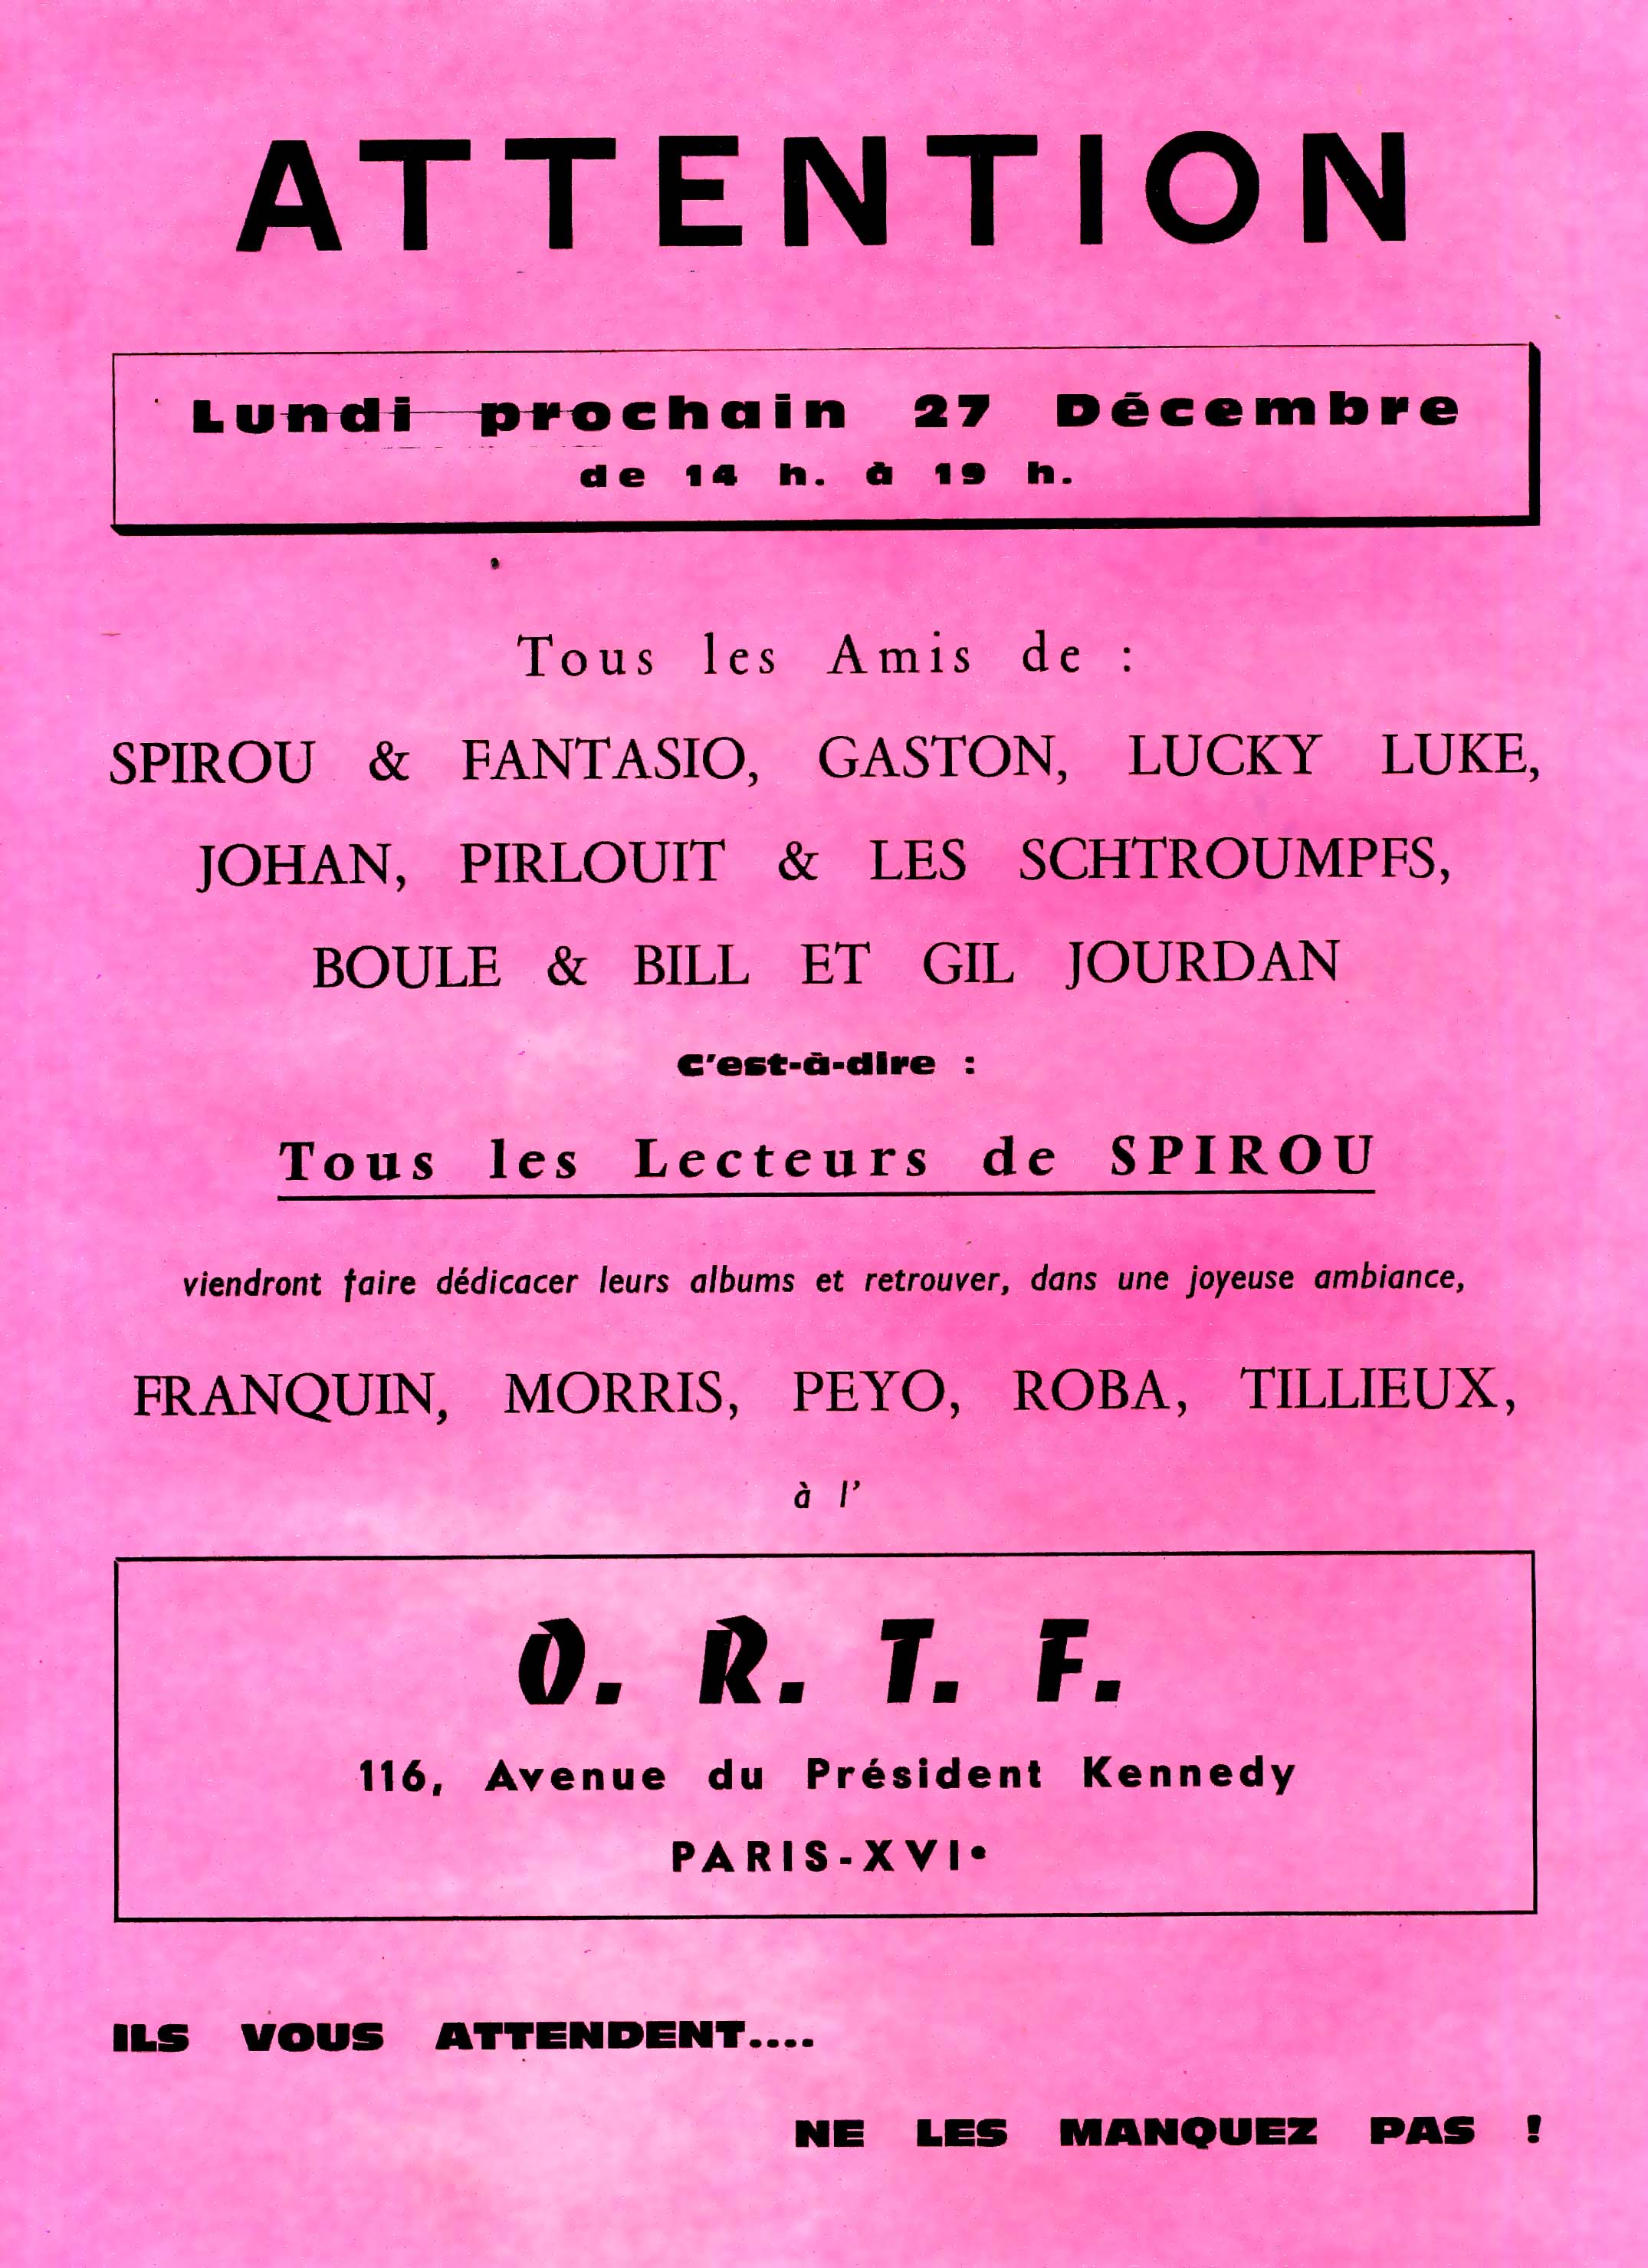 ATTENTION
Lundi prochain 27 Décembre
de 14 h. à 19 h.
Tous les Amis de :
SPIROU & FANTASIO, GASTON, LUCKY LUKE,
JOHAN, PIRLOUIT & LES SCHTROUMPFS,
BOULE & BILL ET GIL JOURDAN
c'est-à-dire :
Tous les Lecteurs de SPIROU
viendront faire dédicacer leurs albums et retrouver, dans une joyeuse ambiance,
FRANQUIN, MORRIS, PEYO, ROBA, TILLIEUX,
à l'
O. R. T. F.
116, Avenue du Président Kennedy
PARIS-XVIe
ILS VOUS ATTENDENT....
NE LES MANQUEZ PAS !